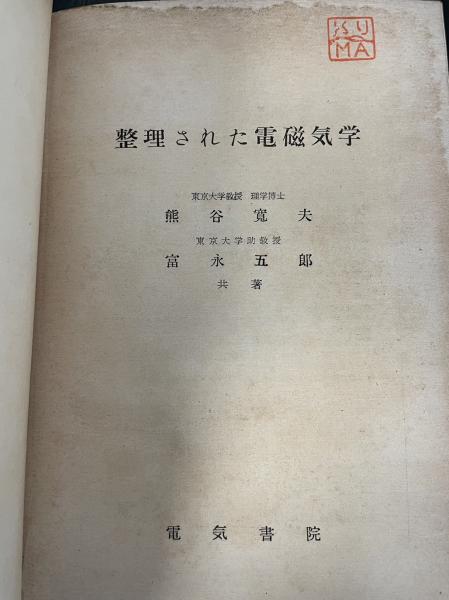 整理された電磁気学
東京大学教授 理学博士
熊谷寛夫
東京大学助教授
富永五郎
共著
電気書院
MA